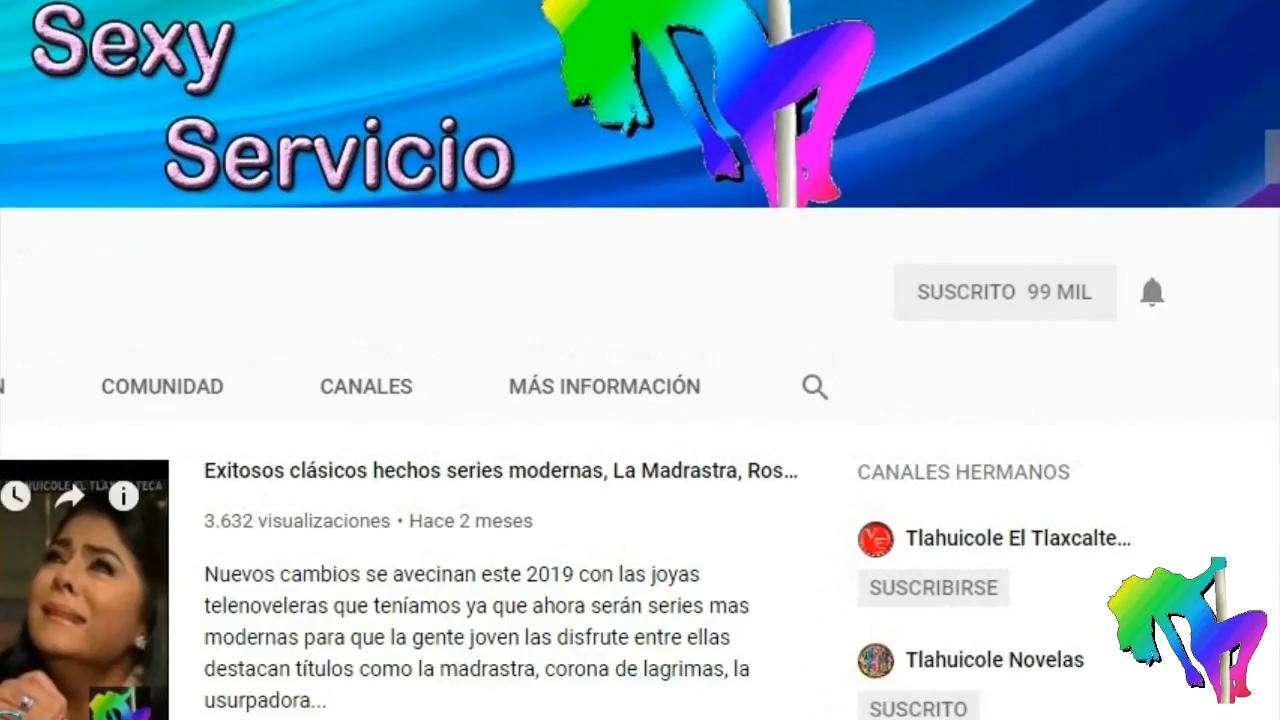 Sexy
Servicio
SUSCRITO 99 MIL
N
COMUNIDAD
CANALES
MÁS INFORMACIÓN
Exitosos clásicos hechos series modernas, La Madrastra, Ros...
3.632 visualizaciones • Hace 2 meses
Nuevos cambios se avecinan este 2019 con las joyas
telenoveleras que teníamos ya que ahora serán series mas
modernas para que la gente joven las disfrute entre ellas
destacan títulos como la madrastra, corona de lagrimas, la
usurpadora...
CANALES HERMANOS
Tlahuicole El Tlaxcalte...
SUSCRIBIRSE
Tlahuicole Novelas
SUSCRITO